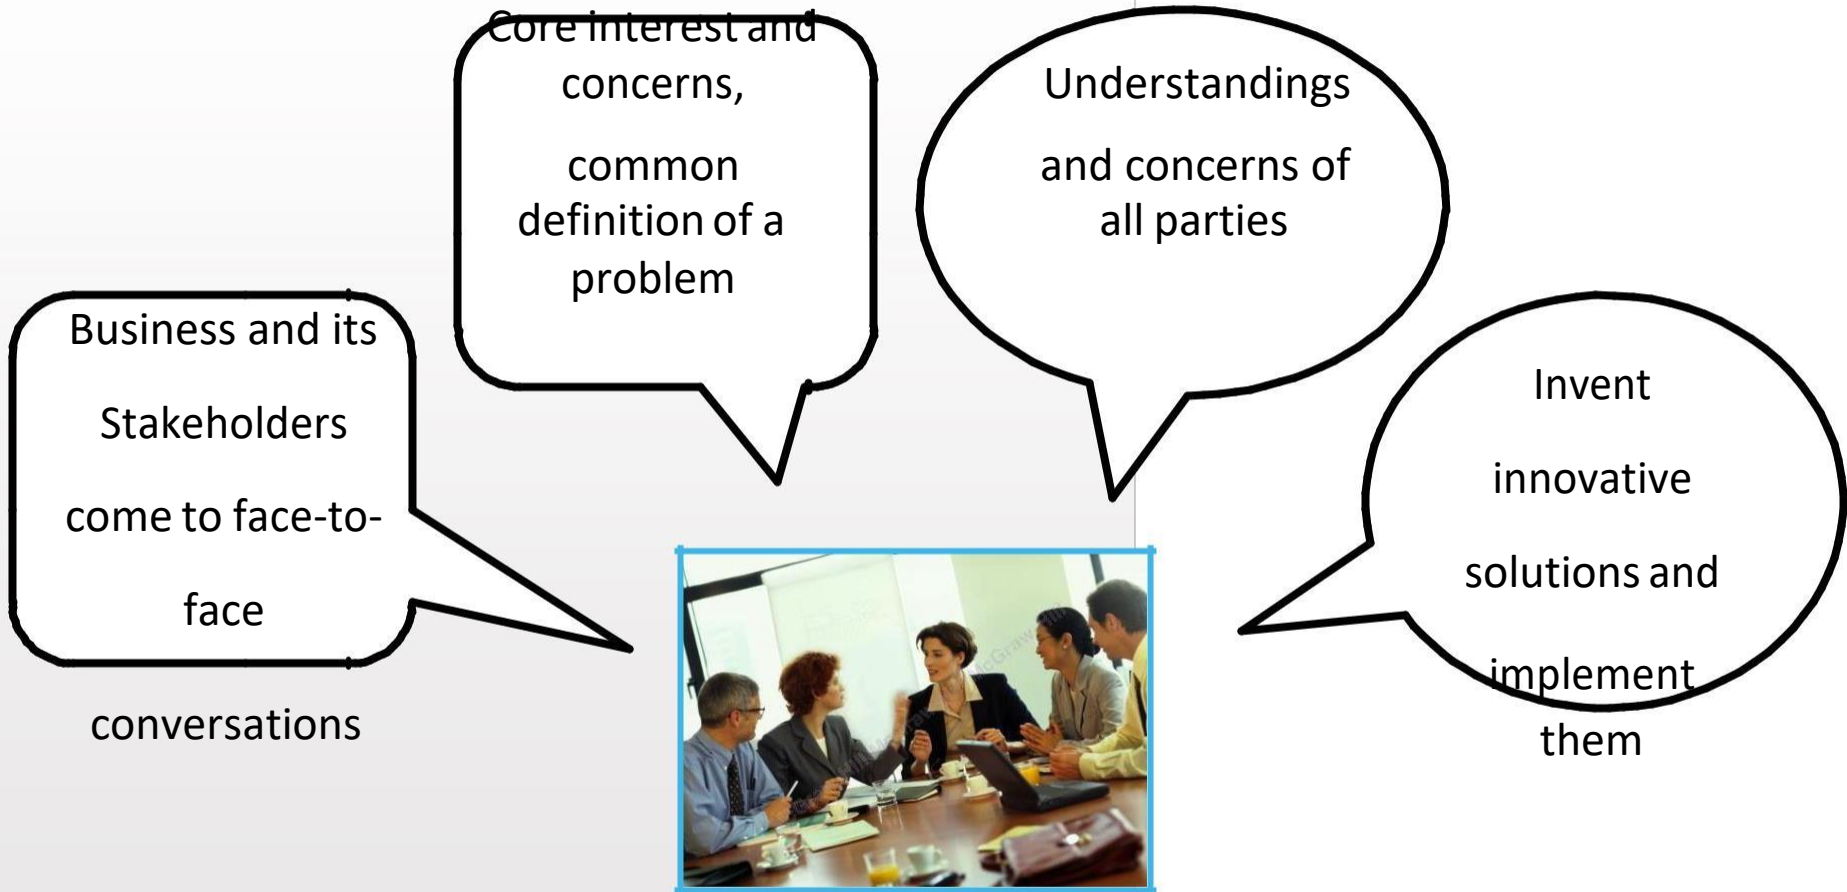 Business and its
Stakeholders
come to face-to-
face
conversations
Core interest and
concerns,
common
definition of a
problem
Understandings
and concerns of
all parties
Invent
innovative
solutions and
implement
them